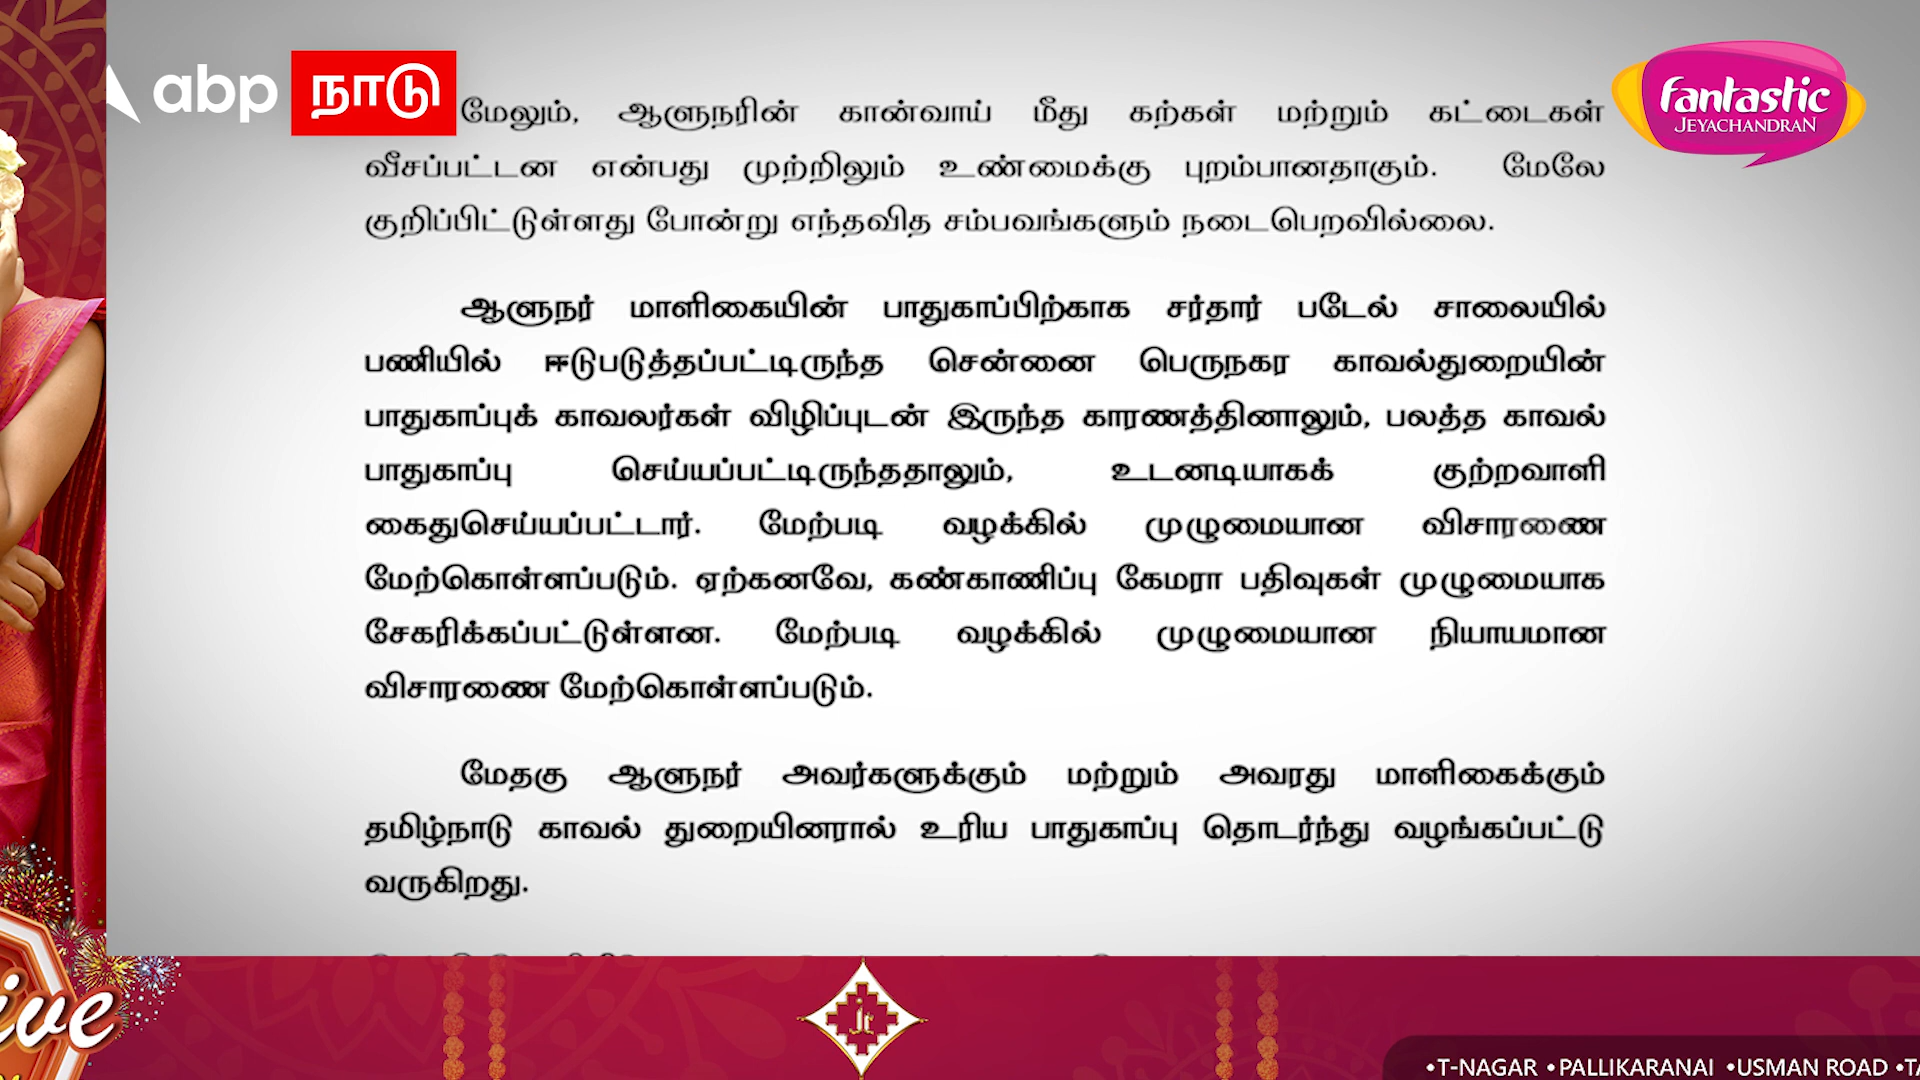 abp நாடு
fantastic
JEYACHANDRAN
மேலும், ஆளுநரின் கான்வாய் மீது கற்கள் மற்றும் கட்டைகள்
வீசப்பட்டன என்பது முற்றிலும் உண்மைக்கு புறம்பானதாகும். மேலே
குறிப்பிட்டுள்ளது போன்று எந்தவித சம்பவங்களும் நடைபெறவில்லை.
ஆளுநர் மாளிகையின் பாதுகாப்பிற்காக சர்தார் படேல் சாலையில்
பணியில் ஈடுபடுத்தப்பட்டிருந்த சென்னை பெருநகர காவல்துறையின்
பாதுகாப்புக் காவலர்கள் விழிப்புடன் இருந்த காரணத்தினாலும், பலத்த காவல்
பாதுகாப்பு செய்யப்பட்டிருந்ததாலும், உடனடியாகக் குற்றவாளி
கைதுசெய்யப்பட்டார். மேற்படி வழக்கில் முழுமையான விசாரணை
மேற்கொள்ளப்படும். ஏற்கனவே, கண்காணிப்பு கேமரா பதிவுகள் முழுமையாக
சேகரிக்கப்பட்டுள்ளன. மேற்படி வழக்கில் முழுமையான நியாயமான
விசாரணை மேற்கொள்ளப்படும்.
மேதகு ஆளுநர் அவர்களுக்கும் மற்றும் அவரது மாளிகைக்கும்
தமிழ்நாடு காவல் துறையினரால் உரிய பாதுகாப்பு தொடர்ந்து வழங்கப்பட்டு
வருகிறது.
•T-NAGAR •PALLIKARANAI •USMAN ROAD